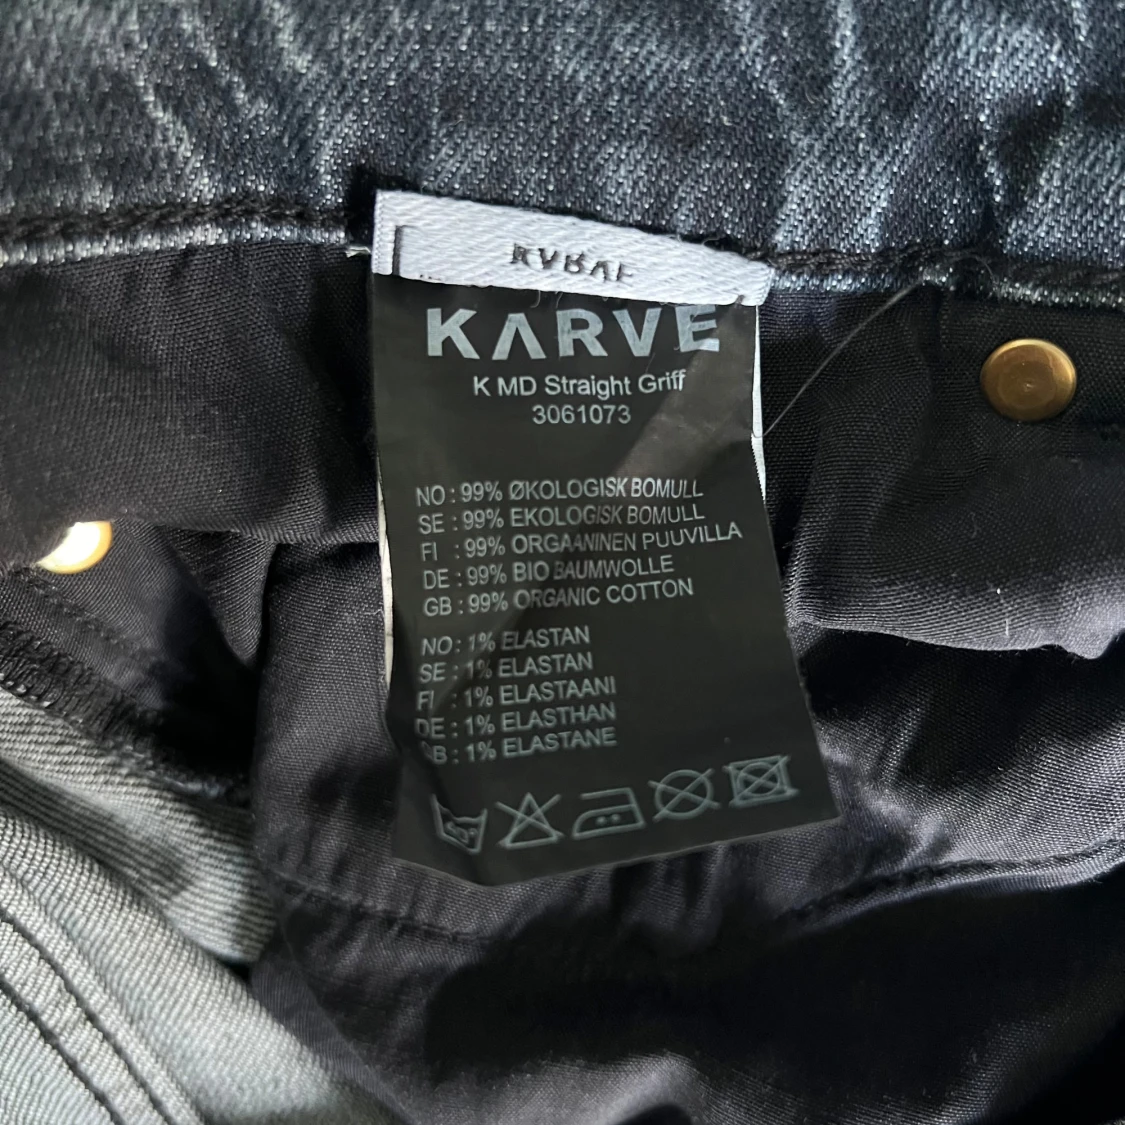 KARVE
K MD Straight Griff
3061073
NO : 99% ØKOLOGISK BOMULL
SE : 99% EKOLOGISK BOMULL
FI : 99% ORGAANINEN PUUVILLA
DE : 99% BIO BAUMWOLLE
GB : 99% ORGANIC COTTON
NO : 1% ELASTAN
SE : 1% ELASTAN
FI : 1% ELASTAANI
DE : 1% ELASTHAN
GB : 1% ELASTANE